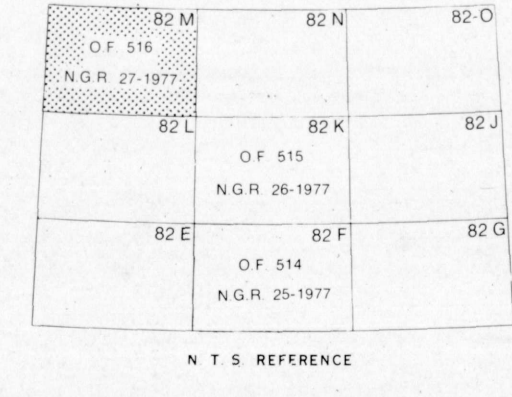 82 M 82 N 82-O
O.F. 516
N.G.R. 27-1977
82 L 82 K 82 J
O.F. 515
N.G.R. 26-1977
82 E 82 F 82 G
O.F. 514
N.G.R. 25-1977
N. T. S. REFERENCE